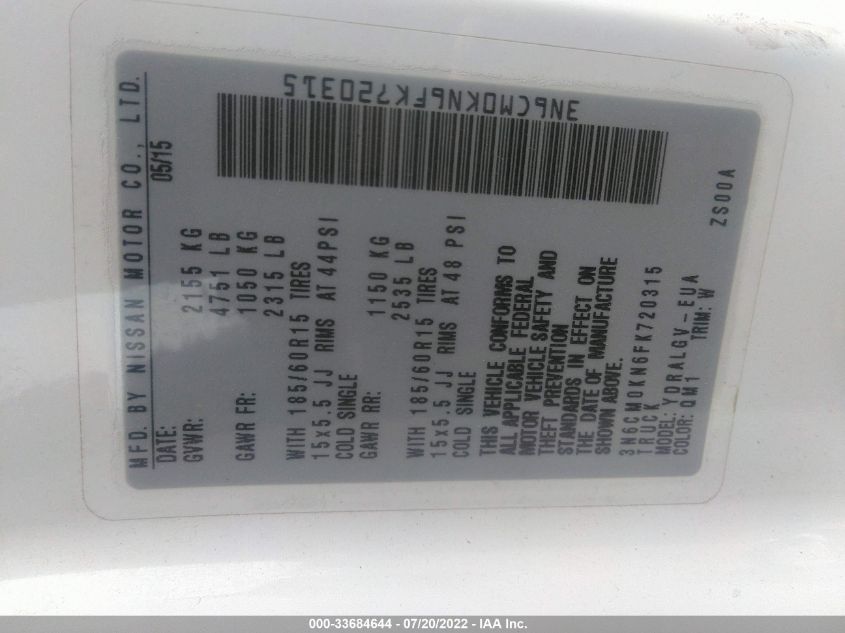 MFD. BY NISSAN MOTOR CO., LTD.
DATE: 05/15
GVWR: 2155 KG
4751 LB
GAWR FR: 1050 KG
2315 LB
WITH 185/60R15 TIRES
15x5.5 JJ RIMS AT 44PSI
COLD SINGLE
GAWR RR: 1150 KG
2535 LB
WITH 185/60R15 TIRES
15x5.5 JJ RIMS AT 48 PSI
COLD SINGLE
THIS VEHICLE CONFORMS TO
ALL APPLICABLE FEDERAL
MOTOR VEHICLE SAFETY AND
THEFT PREVENTION
STANDARDS IN EFFECT ON
THE DATE OF MANUFACTURE
SHOWN ABOVE.
3N6CM0KN6FK720315
TRUCK
MODEL: YDRALGV-EUA
COLOR: QM1 TRIM: W
ZS00A
3N6CM0KN6FK720315
000-33684644 - 07/20/2022 - IAA Inc.